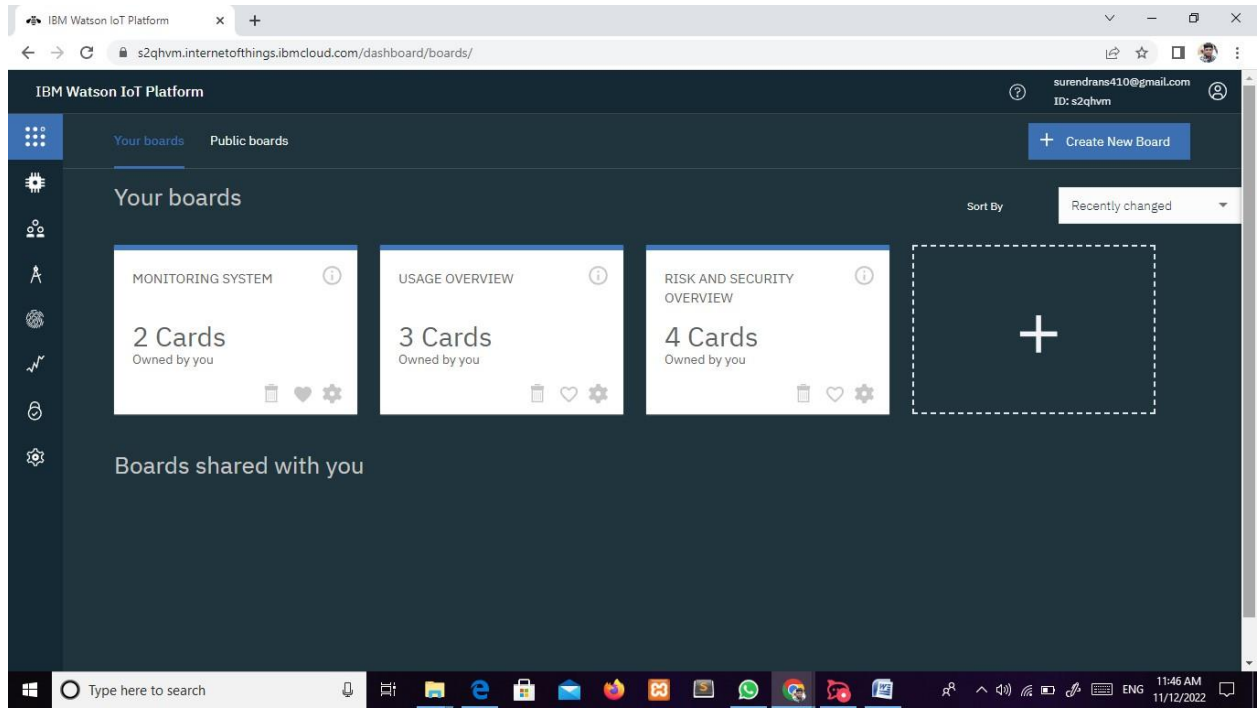 IBM Watson IoT Platform
s2qhvm.internetofthings.ibmcloud.com/dashboard/boards/
IBM Watson IoT Platform
surendrans410@gmail.com
ID: s2qhvm
Your boards Public boards
Create New Board
Your boards
Sort By Recently changed
MONITORING SYSTEM
2 Cards
Owned by you
USAGE OVERVIEW
3 Cards
Owned by you
RISK AND SECURITY
OVERVIEW
4 Cards
Owned by you
Boards shared with you
Type here to search
ENG
11:46 AM
11/12/2022